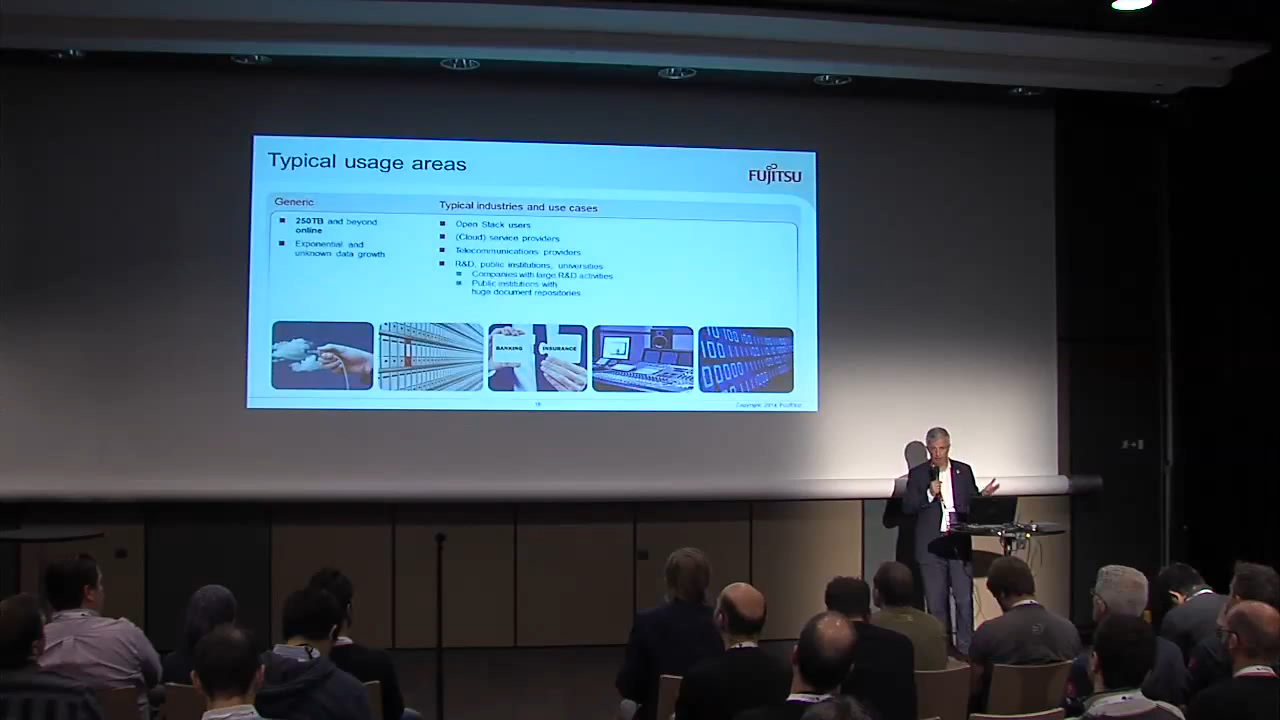 Typical usage areas
FUJITSU
Generic
250TB and beyond
online
Exponential and
unknown data growth
Typical industries and use cases
Open Stack users
(Cloud) service providers
Telecommunications providers
R&D, public institutions, universities
Companies with large R&D activities
Public institutions with
huge document repositories
BANKING
INSURANCE